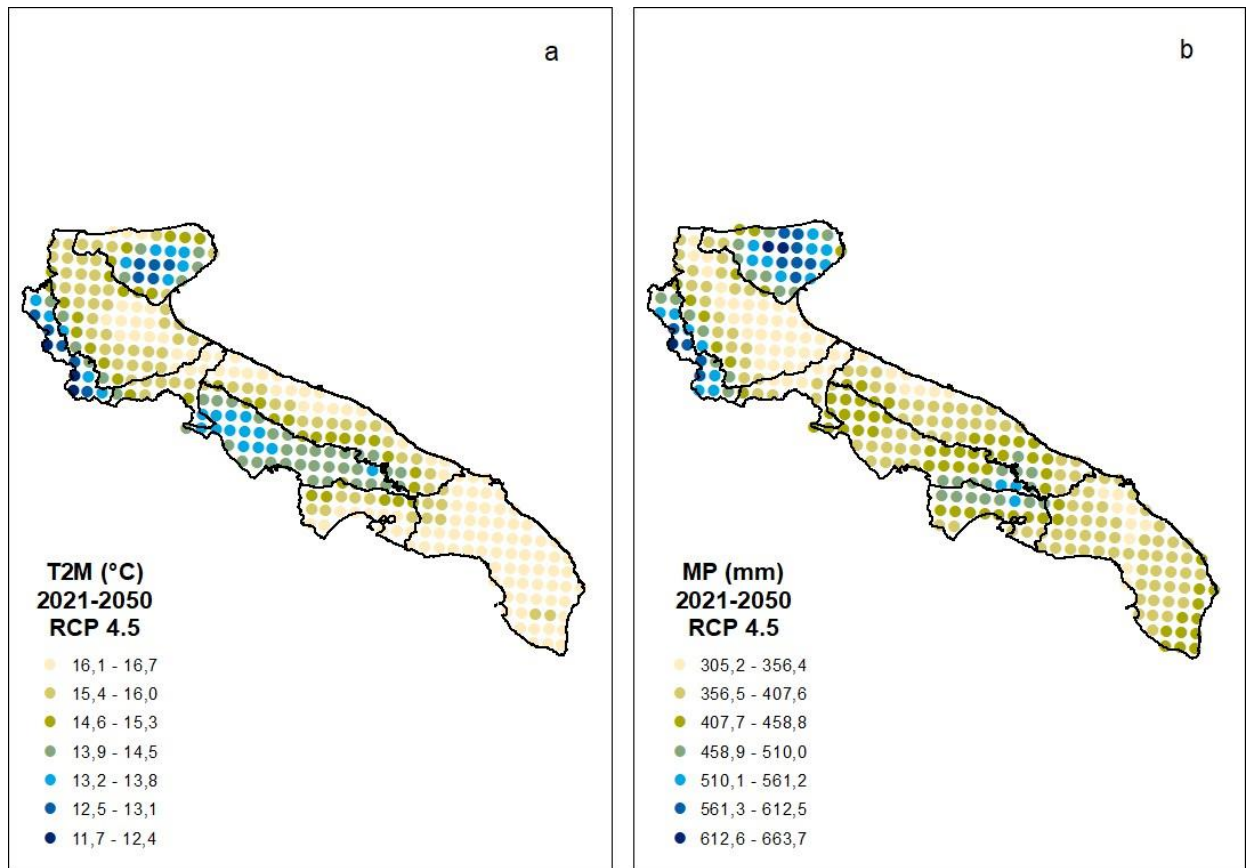 a
T2M (°C)
2021-2050
RCP 4.5
16,1 - 16,7
15,4 - 16,0
14,6 - 15,3
13,9 - 14,5
13,2 - 13,8
12,5 - 13,1
11,7 - 12,4
b
MP (mm)
2021-2050
RCP 4.5
305,2 - 356,4
356,5 - 407,6
407,7 - 458,8
458,9 - 510,0
510,1 - 561,2
561,3 - 612,5
612,6 - 663,7